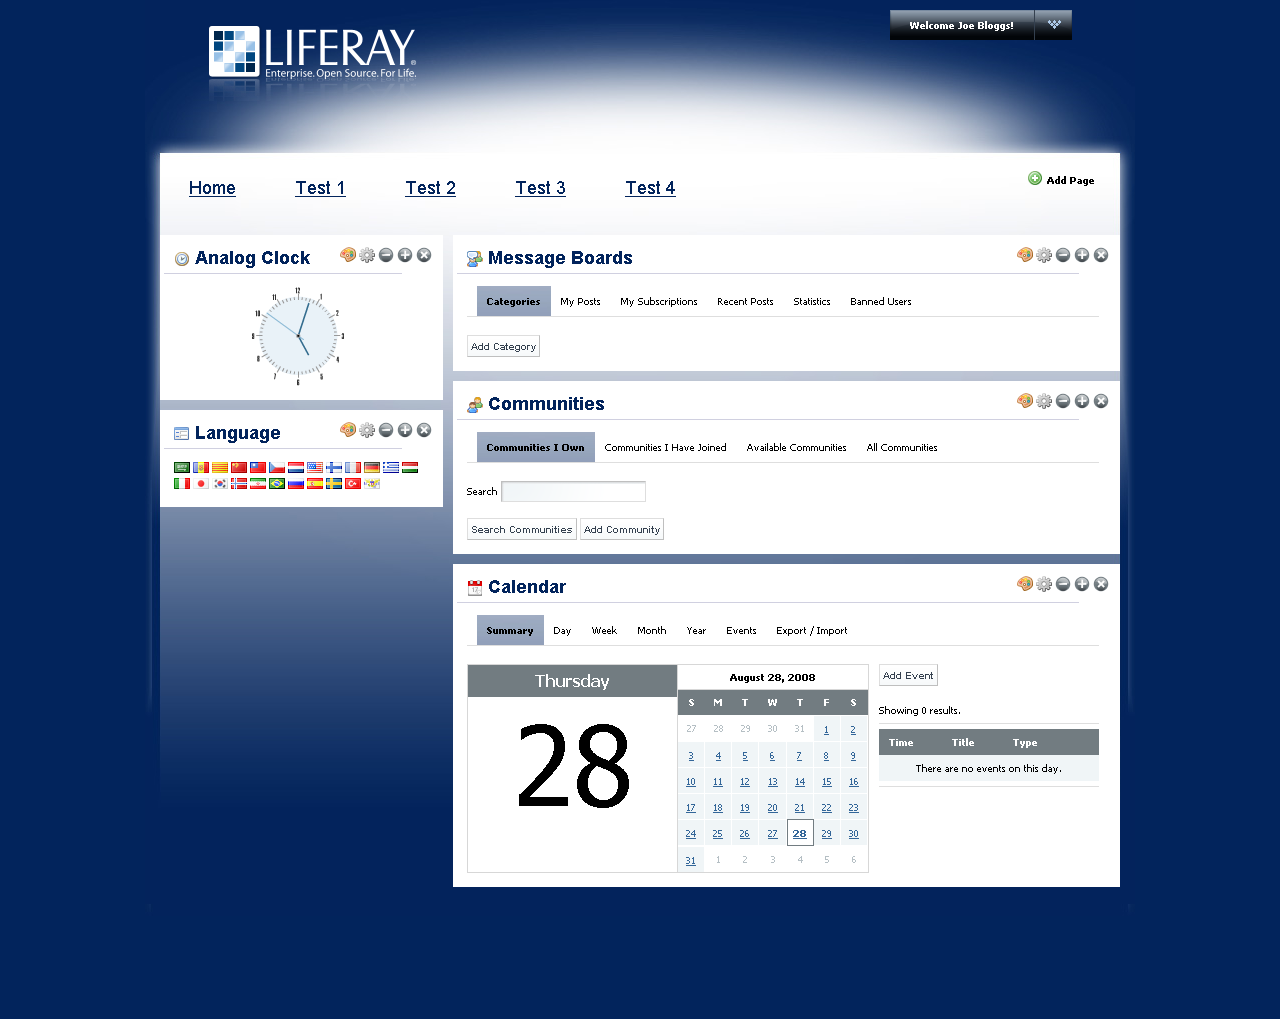 LIFERAY®
Enterprise. Open Source. For Life.
Welcome Joe Bloggs!
Home Test 1 Test 2 Test 3 Test 4
Add Page
Analog Clock
12
1
2
3
4
5
6
7
8
9
10
11
Language
Message Boards
Categories My Posts My Subscriptions Recent Posts Statistics Banned Users
Add Category
Communities
Communities I Own Communities I Have Joined Available Communities All Communities
Search
Search Communities Add Community
Calendar
Summary Day Week Month Year Events Export / Import
Thursday
28
August 28, 2008
S M T W T F S
27 28 29 30 31 1 2
3 4 5 6 7 8 9
10 11 12 13 14 15 16
17 18 19 20 21 22 23
24 25 26 27 28 29 30
31 1 2 3 4 5 6
Add Event
Showing 0 results.
Time Title Type
There are no events on this day.